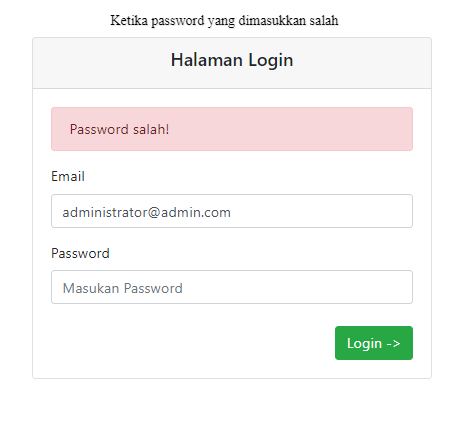 Ketika password yang dimasukkan salah
Halaman Login
Password salah!
Email
administrator@admin.com
Password
Masukan Password
Login ->